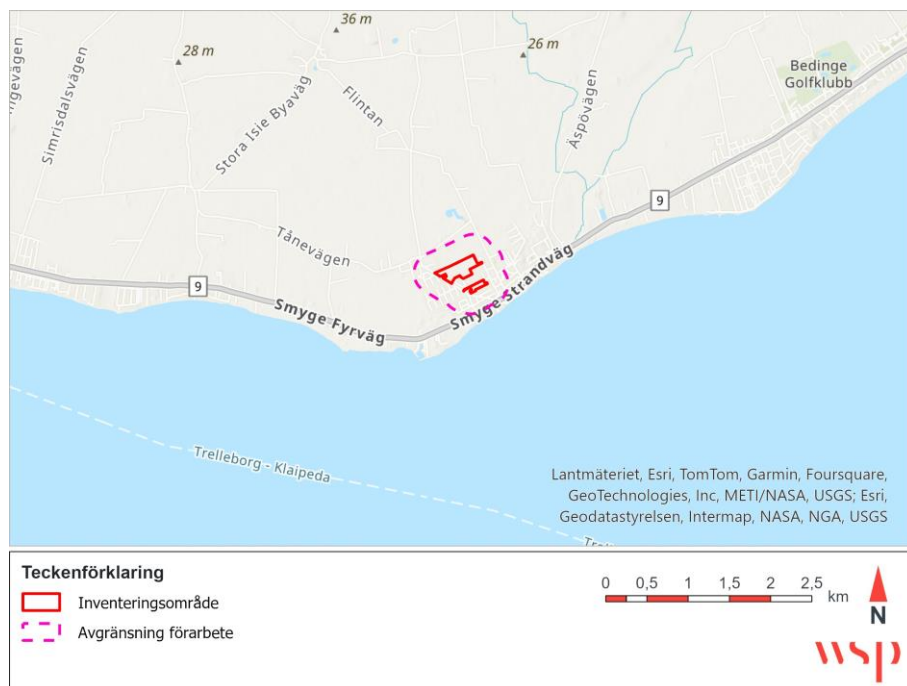 36 m
28 m
26 m
Bedinge
Golfklubb
Simrisdalsvägen
Stora Isie Byaväg
Flintan
Äspövägen
9
Tånevägen
9
Smyge Strandväg
Smyge Fyrväg
Trelleborg - Klaipeda
Lantmäteriet, Esri, TomTom, Garmin, Foursquare,
GeoTechnologies, Inc, METI/NASA, USGS; Esri,
Geodatastyrelsen, Intermap, NASA, NGA, USGS
Teckenförklaring
Inventeringsområde
Avgränsning förarbete
0 0,5 1 1,5 2 2,5
km
N
wsp